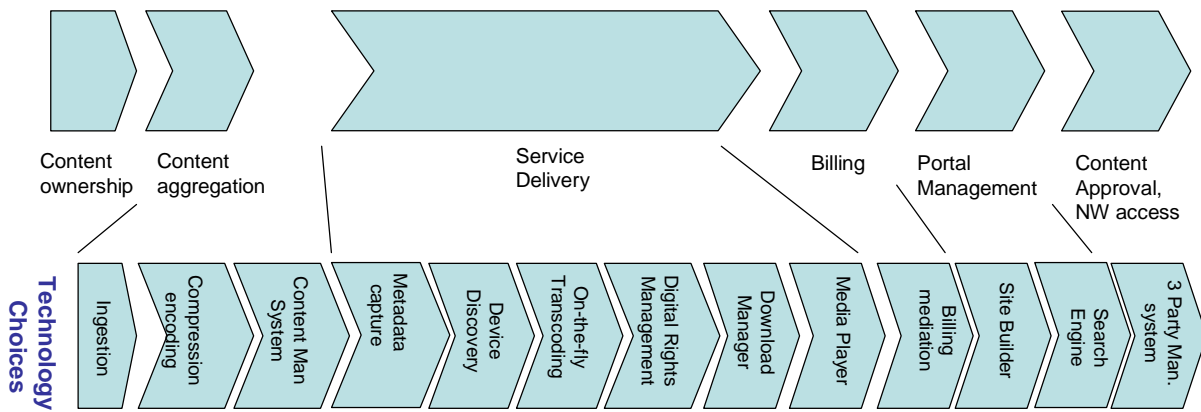 Content
ownership
Content
aggregation
Service
Delivery
Billing
Portal
Management
Content
Approval,
NW access
Technology
Choices
Ingestion
Compression
encoding
Content Man
System
Metadada
capture
Device
Discovery
On-the-fly
Transcoding
Digital Rights
Management
Download
Manager
Media Player
Billing
mediation
Site Builder
Search
Engine
3 Party Man.
system